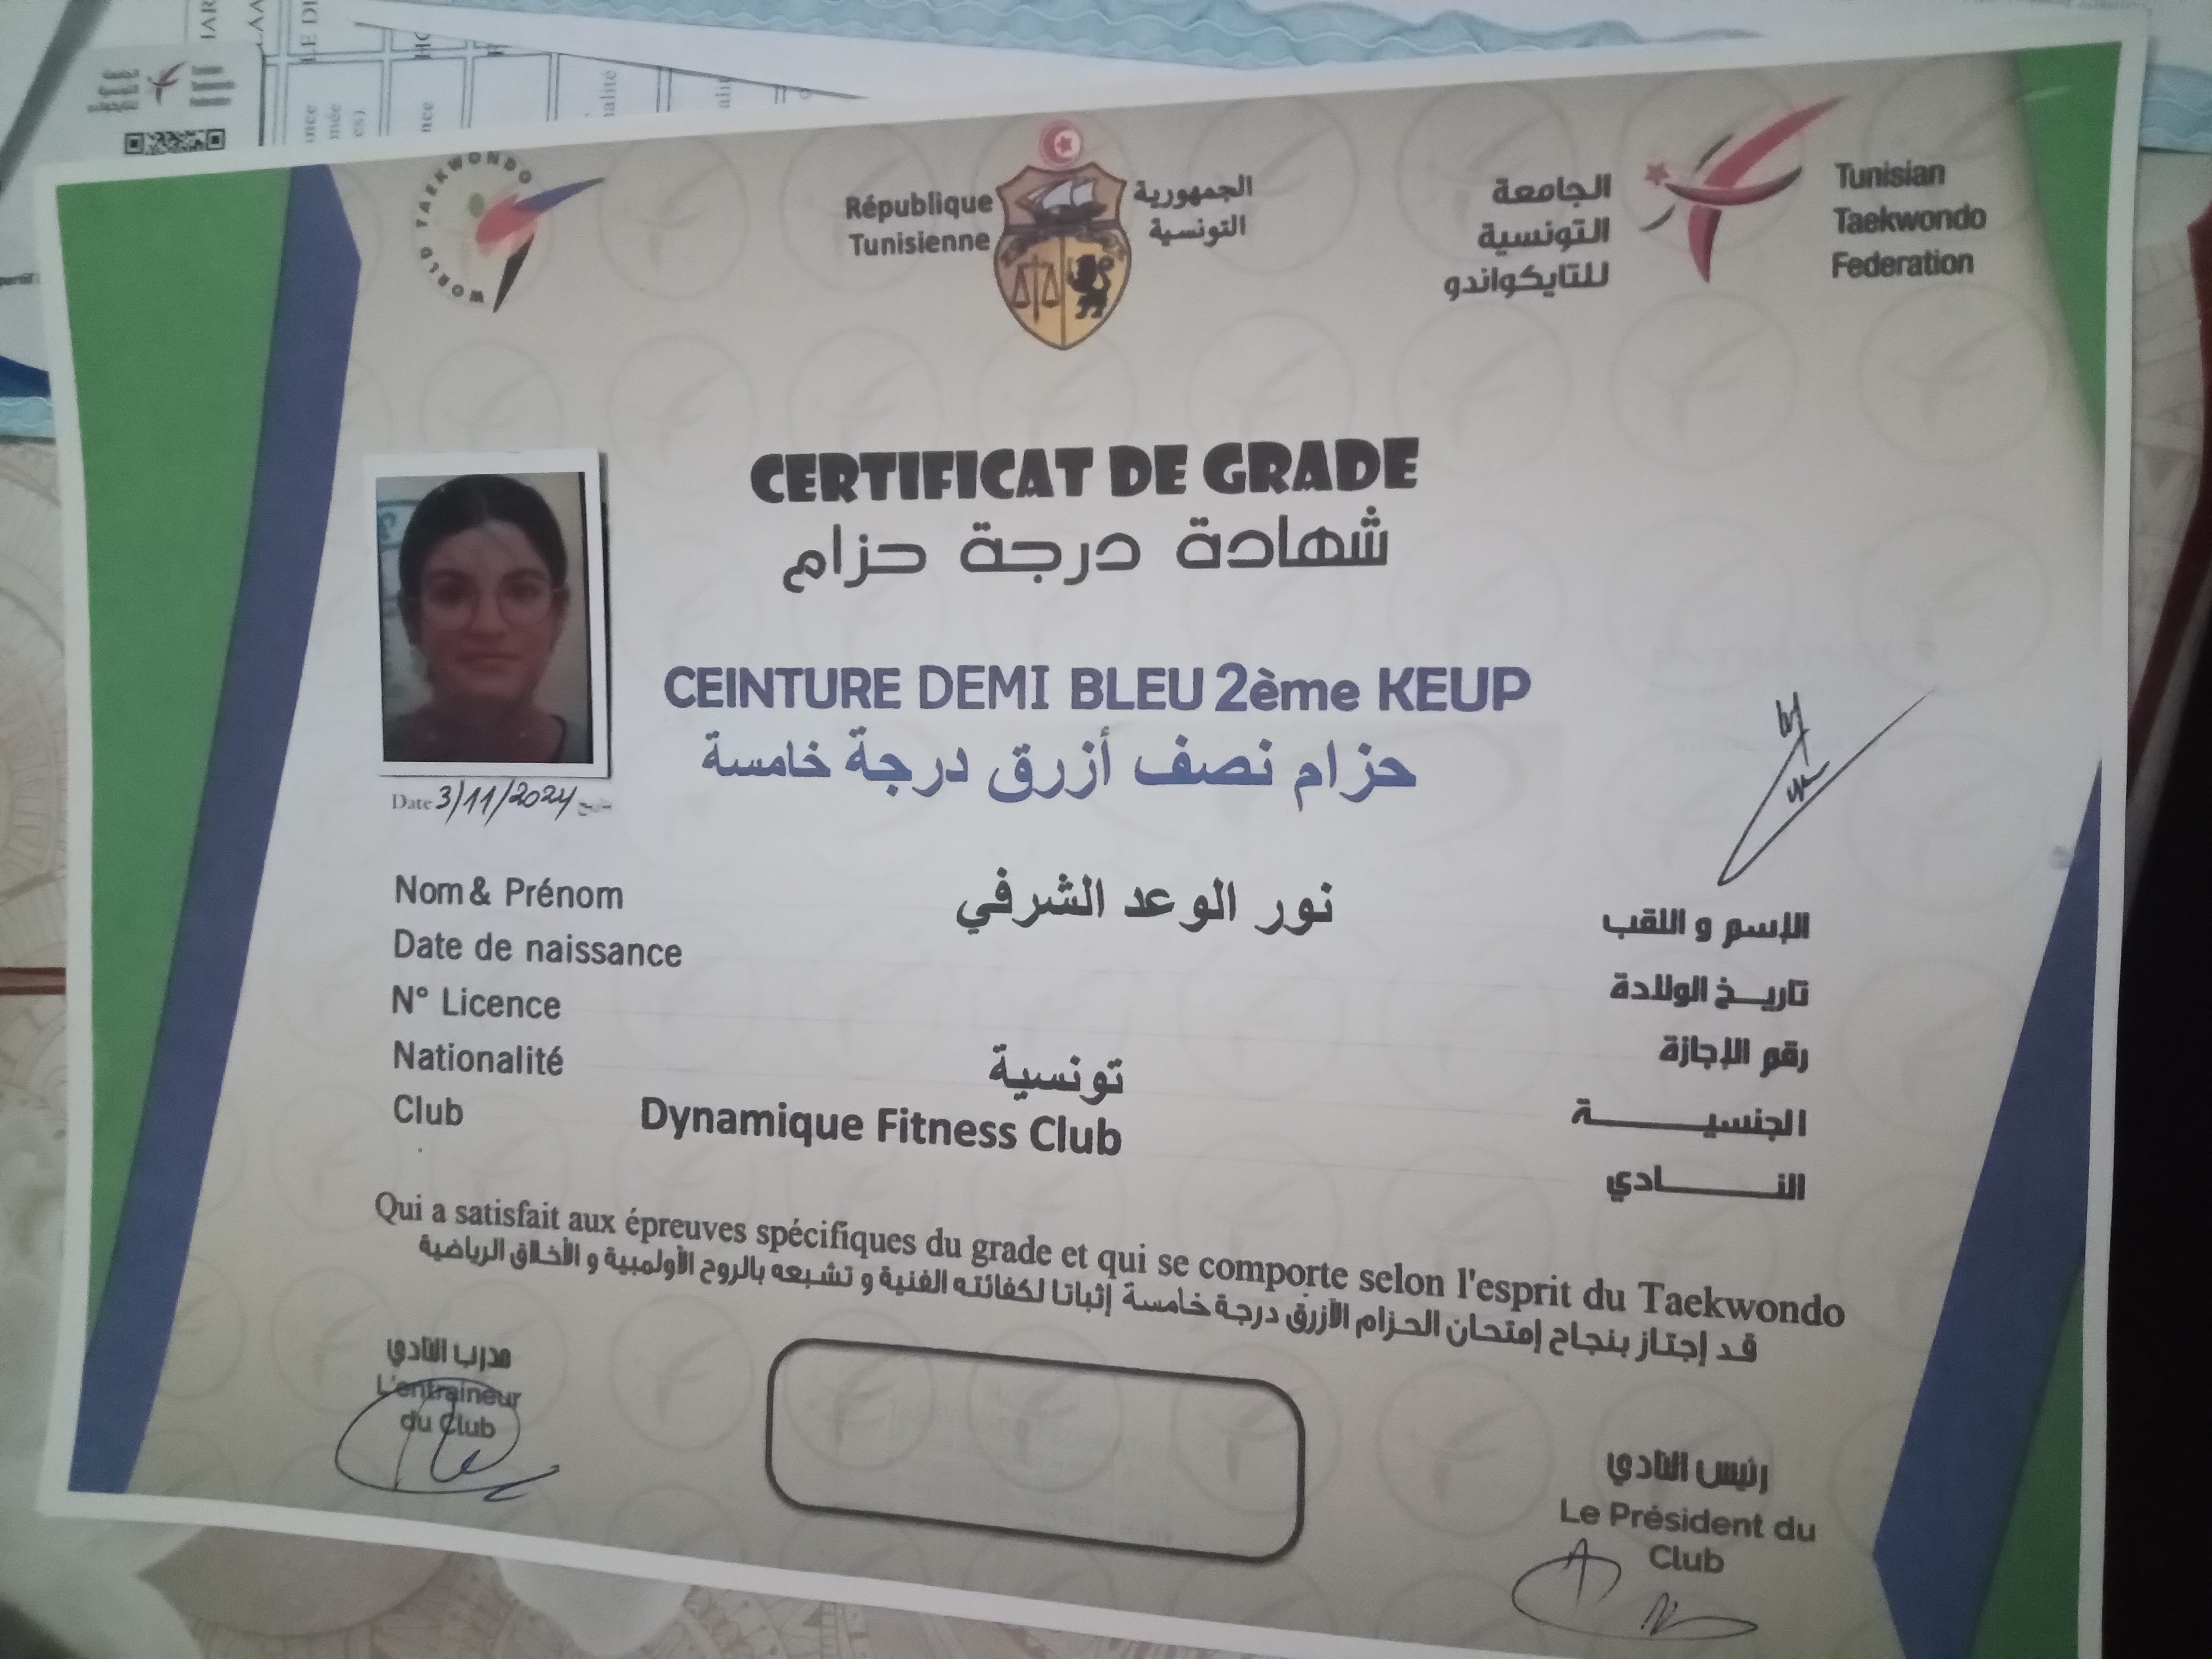 WORLD TAEKWONDO
République
Tunisienne
الجمهورية
التونسية
الجامعة
التونسية
للتايكواندو
Tunisian
Taekwondo
Federation
CERTIFICAT DE GRADE
شهادة درجة حزام
CEINTURE DEMI BLEU 2ème KEUP
حزام نصف أزرق درجة خامسة
Date 3/11/2024
Nom & Prénom نور الوعد الشرفي الإسم و اللقب
Date de naissance تاريخ الولادة
N° Licence رقم الإجازة
Nationalité تونسية الجنسية
Club Dynamique Fitness Club النادي
Qui a satisfait aux épreuves spécifiques du grade et qui se comporte selon l'esprit du Taekwondo
قد إجتاز بنجاح إمتحان الحزام الأزرق درجة خامسة إثباتا لكفائته الفنية و تشبعه بالروح الأولمبية و الأخلاق الرياضية
مدرب النادي
L'entraineur
du Club
رئيس النادي
Le Président du
Club